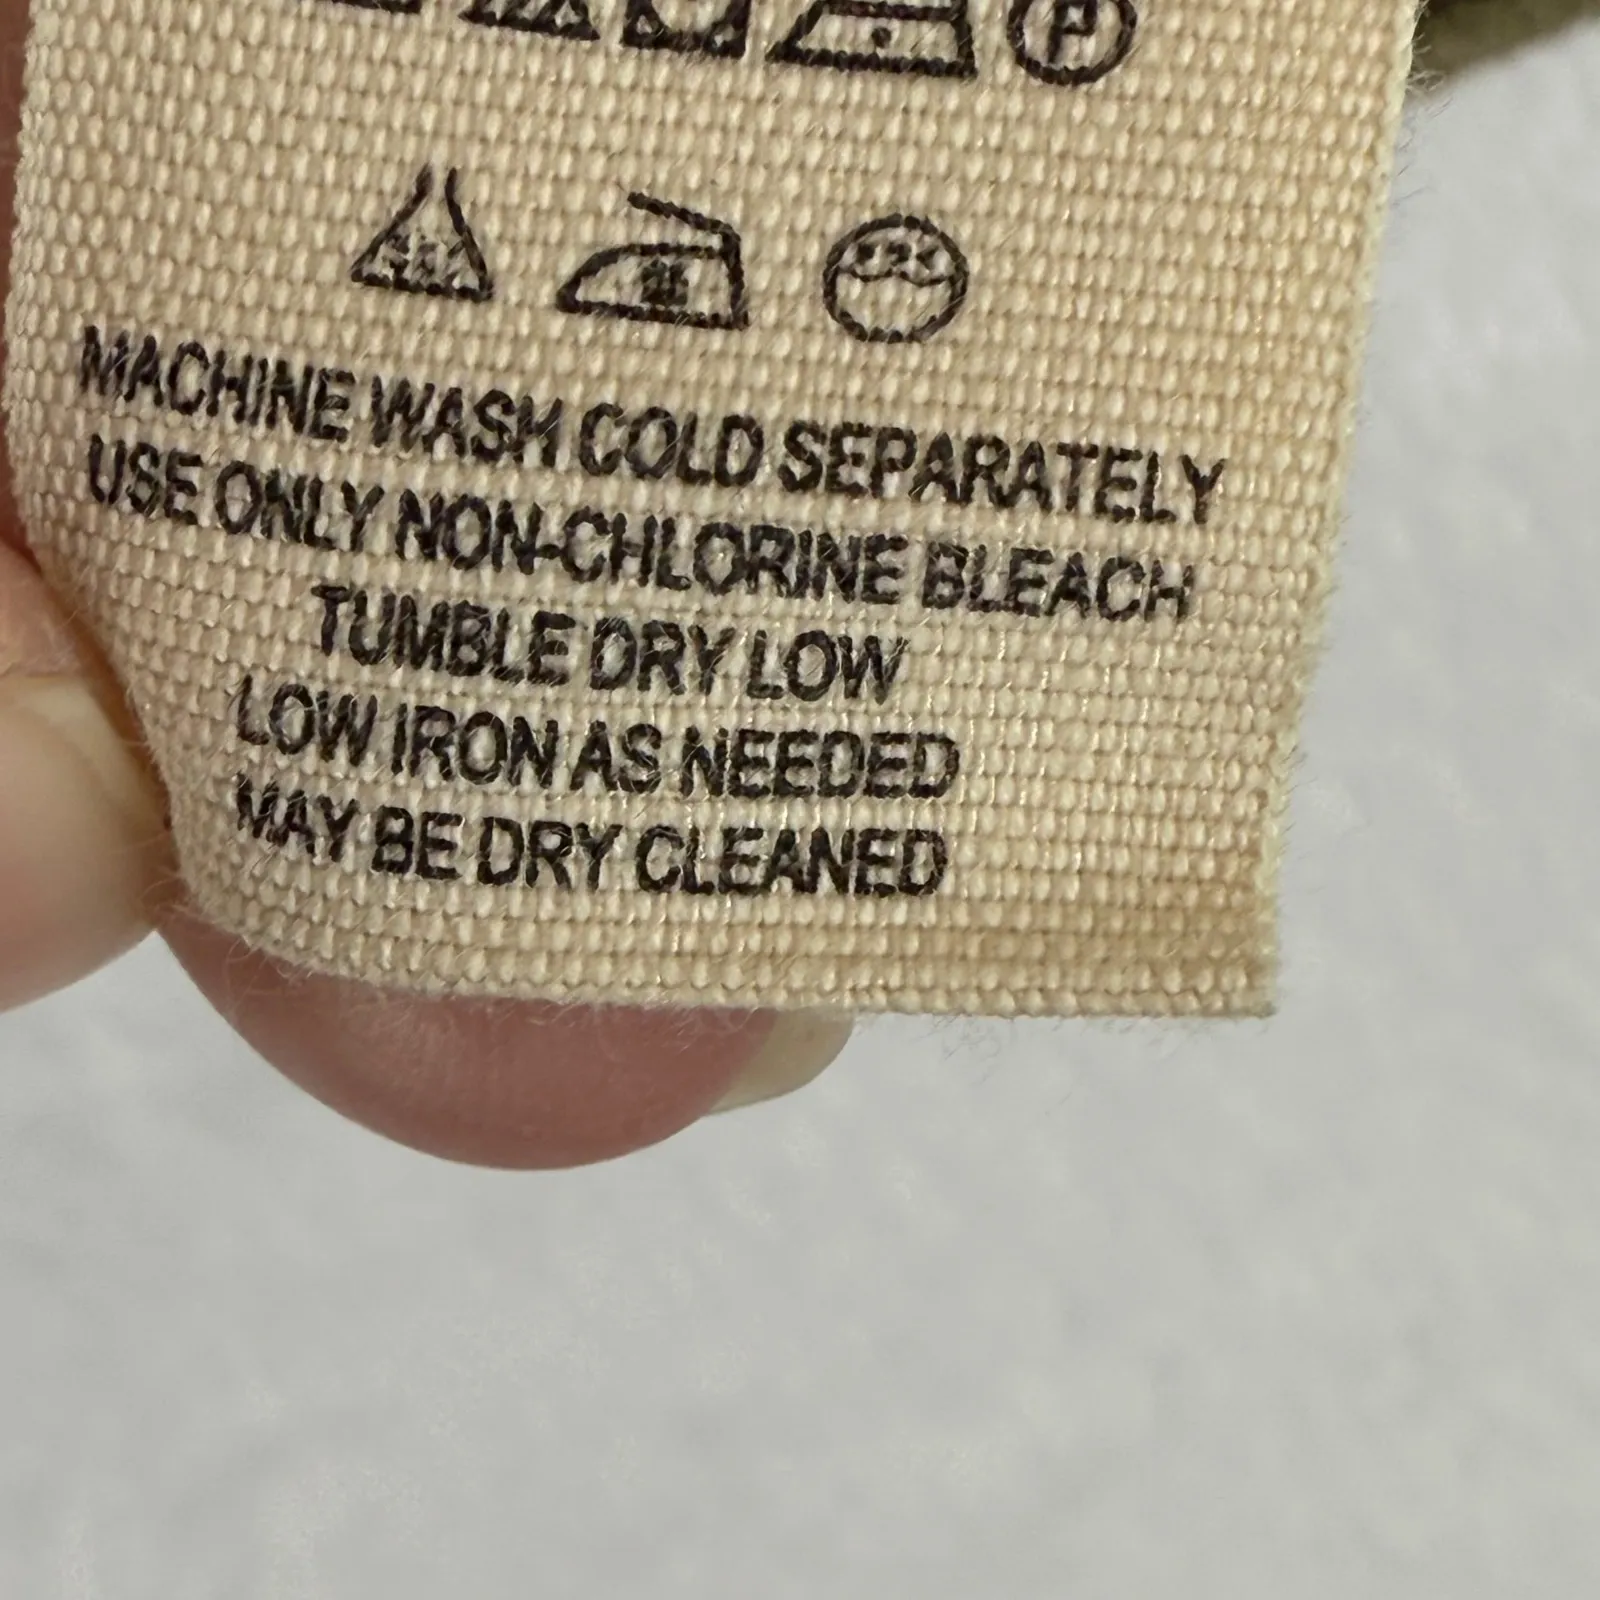 P
MACHINE WASH COLD SEPARATELY
USE ONLY NON-CHLORINE BLEACH
TUMBLE DRY LOW
LOW IRON AS NEEDED
MAY BE DRY CLEANED